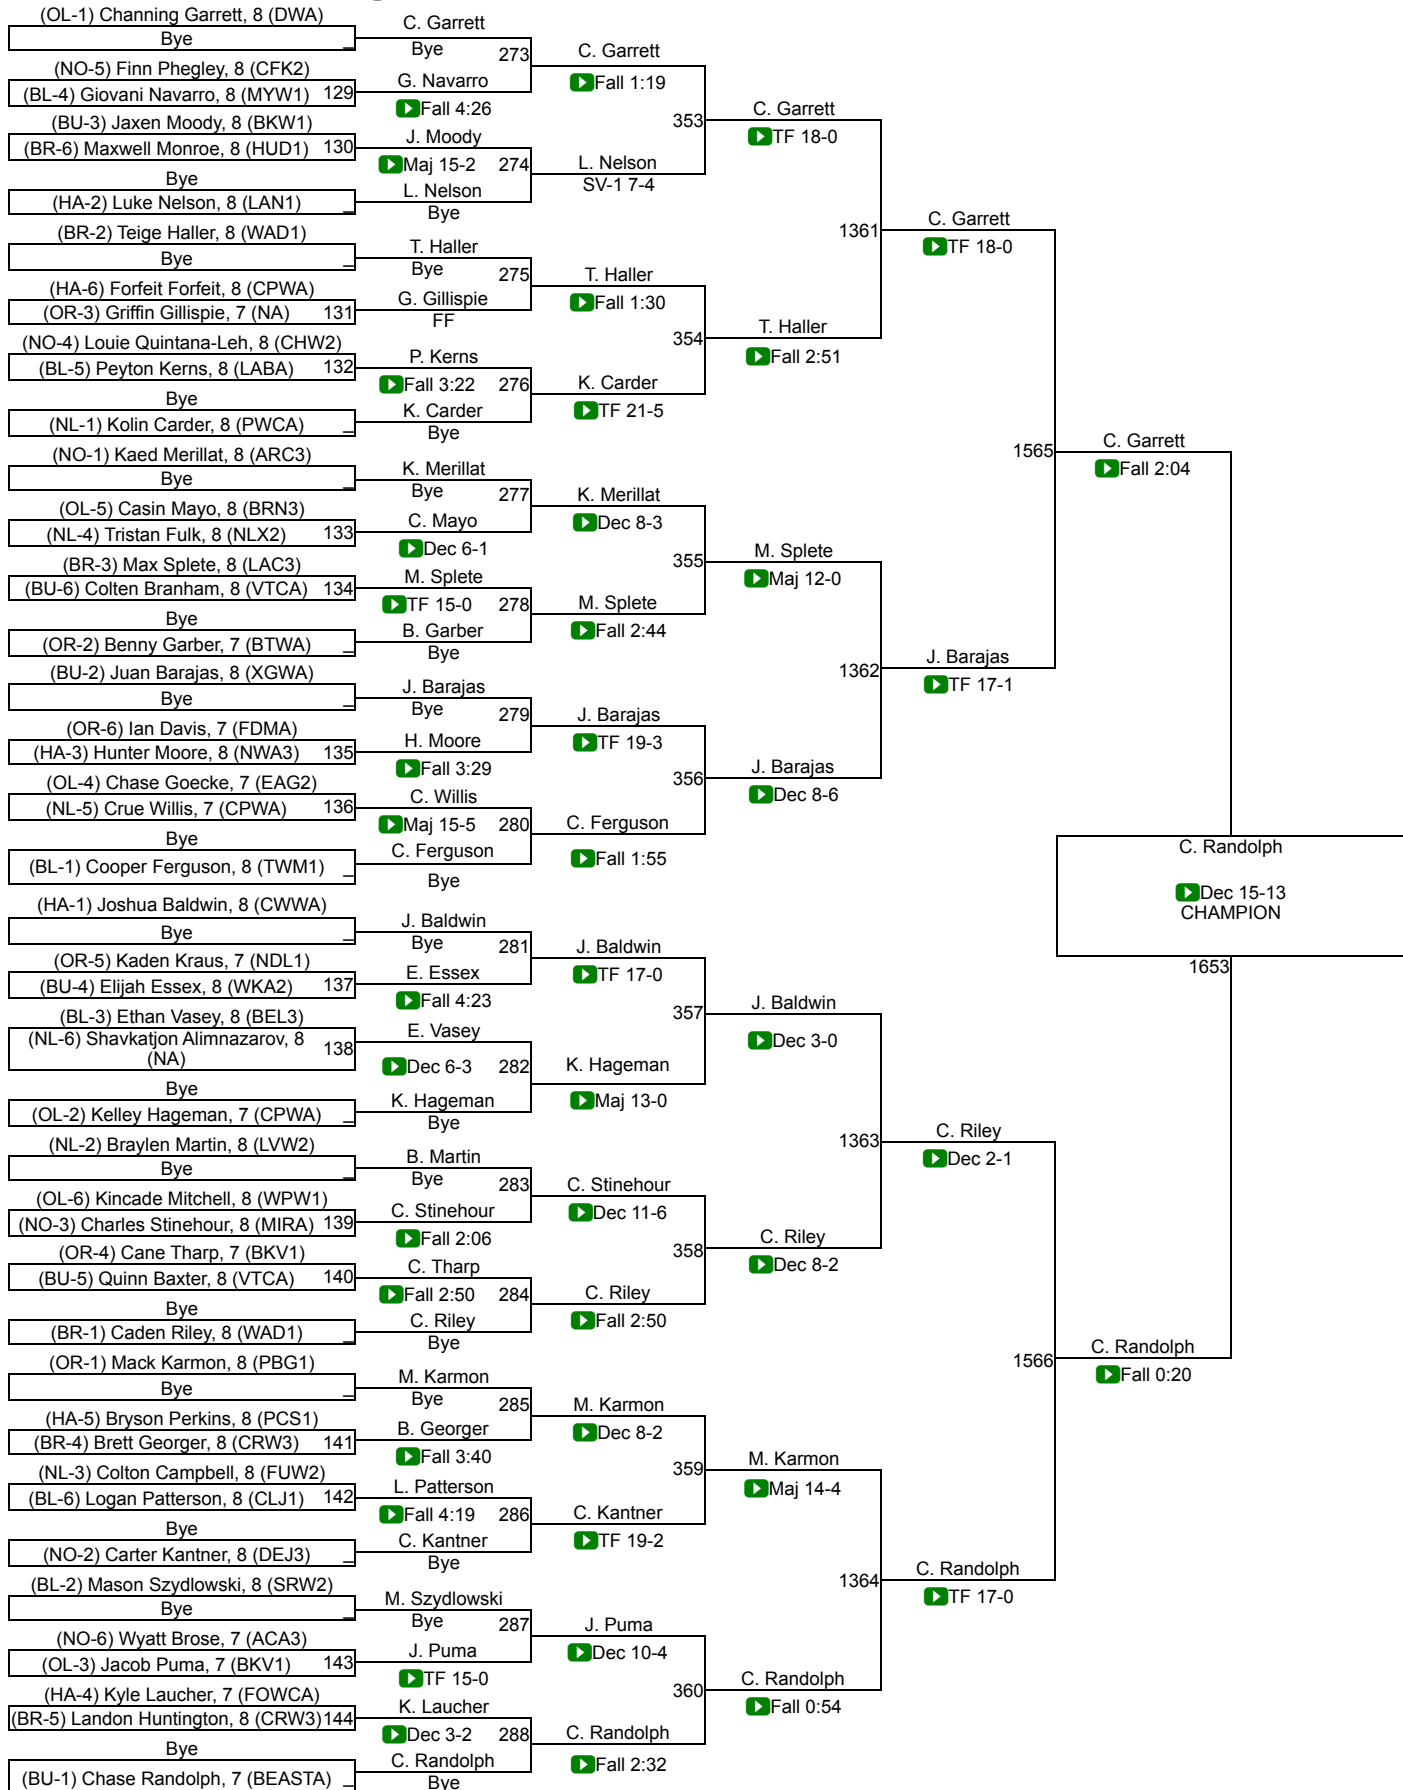 (OL-1) Channing Garrett, 8 (DWA)
Bye
(NO-5) Finn Phegley, 8 (CFK2)
(BL-4) Giovani Navarro, 8 (MYW1) 129
(BU-3) Jaxen Moody, 8 (BKW1)
(BR-6) Maxwell Monroe, 8 (HUD1) 130
Bye
(HA-2) Luke Nelson, 8 (LAN1)
(BR-2) Teige Haller, 8 (WAD1)
Bye
(HA-6) Forfeit Forfeit, 8 (CPWA)
(OR-3) Griffin Gillispie, 7 (NA) 131
(NO-4) Louie Quintana-Leh, 8 (CHW2)
(BL-5) Peyton Kerns, 8 (LABA) 132
Bye
(NL-1) Kolin Carder, 8 (PWCA)
(NO-1) Kaed Merillat, 8 (ARC3)
Bye
(OL-5) Casin Mayo, 8 (BRN3)
(NL-4) Tristan Fulk, 8 (NLX2) 133
(BR-3) Max Splete, 8 (LAC3)
(BU-6) Colten Branham, 8 (VTCA) 134
Bye
(OR-2) Benny Garber, 7 (BTWA)
(BU-2) Juan Barajas, 8 (XGWA)
Bye
(OR-6) Ian Davis, 7 (FDMA)
(HA-3) Hunter Moore, 8 (NWA3) 135
(OL-4) Chase Goecke, 7 (EAG2)
(NL-5) Crue Willis, 7 (CPWA) 136
Bye
(BL-1) Cooper Ferguson, 8 (TWM1)
(HA-1) Joshua Baldwin, 8 (CWWA)
Bye
(OR-5) Kaden Kraus, 7 (NDL1)
(BU-4) Elijah Essex, 8 (WKA2) 137
(BL-3) Ethan Vasey, 8 (BEL3)
(NL-6) Shavkatjon Alimnazarov, 8
(NA) 138
Bye
(OL-2) Kelley Hageman, 7 (CPWA)
(NL-2) Braylen Martin, 8 (LVW2)
Bye
(OL-6) Kincade Mitchell, 8 (WPW1)
(NO-3) Charles Stinehour, 8 (MIRA) 139
(OR-4) Cane Tharp, 7 (BKV1)
(BU-5) Quinn Baxter, 8 (VTCA) 140
Bye
(BR-1) Caden Riley, 8 (WAD1)
(OR-1) Mack Karmon, 8 (PBG1)
Bye
(HA-5) Bryson Perkins, 8 (PCS1)
(BR-4) Brett Georger, 8 (CRW3) 141
(NL-3) Colton Campbell, 8 (FUW2)
(BL-6) Logan Patterson, 8 (CLJ1) 142
Bye
(NO-2) Carter Kantner, 8 (DEJ3)
(BL-2) Mason Szydlowski, 8 (SRW2)
Bye
(NO-6) Wyatt Brose, 7 (ACA3)
(OL-3) Jacob Puma, 7 (BKV1) 143
(HA-4) Kyle Laucher, 7 (FOWCA)
(BR-5) Landon Huntington, 8 (CRW3) 144
Bye
(BU-1) Chase Randolph, 7 (BEASTA)
C. Garrett
Bye 273
G. Navarro
Fall 4:26
J. Moody
Maj 15-2 274
L. Nelson
Bye
T. Haller
Bye 275
G. Gillispie
FF
P. Kerns
Fall 3:22 276
K. Carder
Bye
K. Merillat
Bye 277
C. Mayo
Dec 6-1
M. Splete
TF 15-0 278
B. Garber
Bye
J. Barajas
Bye 279
H. Moore
Fall 3:29
C. Willis
Maj 15-5 280
C. Ferguson
Bye
J. Baldwin
Bye 281
E. Essex
Fall 4:23
E. Vasey
Dec 6-3 282
K. Hageman
Bye
B. Martin
Bye 283
C. Stinehour
Fall 2:06
C. Tharp
Fall 2:50 284
C. Riley
Bye
M. Karmon
Bye 285
B. Georger
Fall 3:40
L. Patterson
Fall 4:19 286
C. Kantner
Bye
M. Szydlowski
Bye 287
J. Puma
TF 15-0
K. Laucher
Dec 3-2 288
C. Randolph
Bye
C. Garrett
Fall 1:19
353
L. Nelson
SV-1 7-4
T. Haller
Fall 1:30
354
K. Carder
TF 21-5
K. Merillat
Dec 8-3
355
M. Splete
Fall 2:44
J. Barajas
TF 19-3
356
C. Ferguson
Fall 1:55
J. Baldwin
TF 17-0
357
K. Hageman
Maj 13-0
C. Stinehour
Dec 11-6
358
C. Riley
Fall 2:50
M. Karmon
Dec 8-2
359
C. Kantner
TF 19-2
J. Puma
Dec 10-4
360
C. Randolph
Fall 2:32
C. Garrett
TF 18-0
1361
T. Haller
Fall 2:51
M. Splete
Maj 12-0
1362
J. Barajas
Dec 8-6
J. Baldwin
Dec 3-0
1363
C. Riley
Dec 8-2
M. Karmon
Maj 14-4
1364
C. Randolph
Fall 0:54
C. Garrett
TF 18-0
1565
J. Barajas
TF 17-1
C. Riley
Dec 2-1
1566
C. Randolph
TF 17-0
C. Garrett
Fall 2:04
C. Randolph
Fall 0:20
C. Randolph
Dec 15-13
CHAMPION
1653